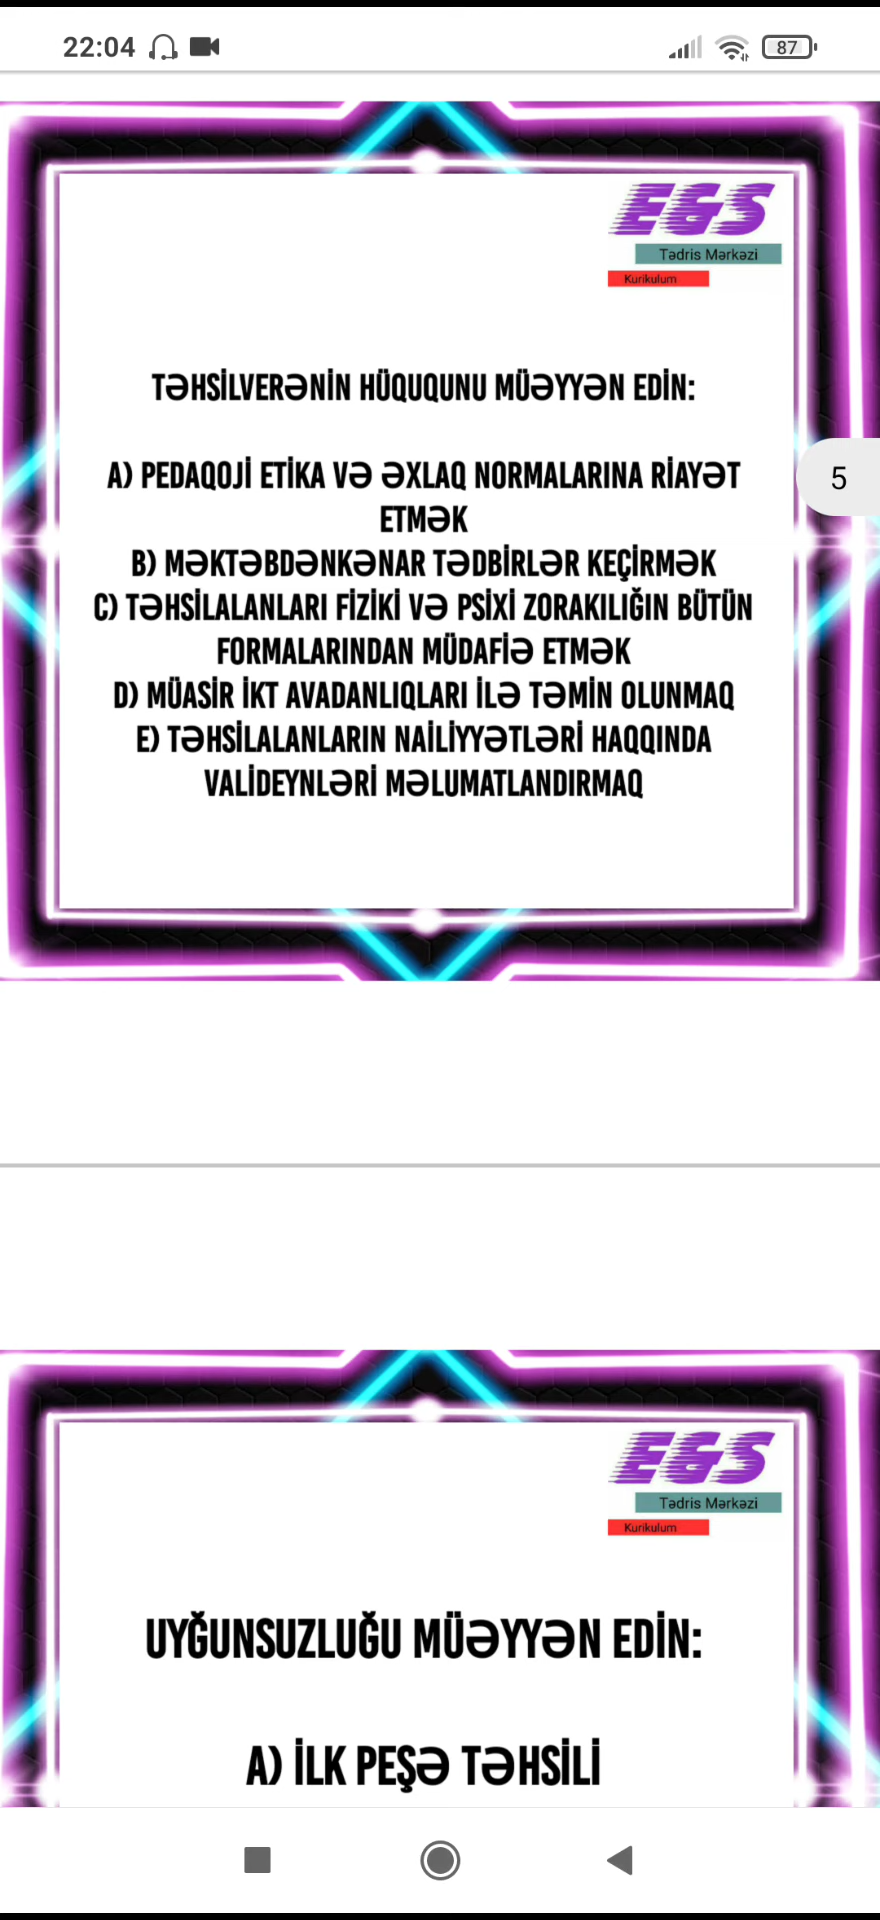 22:04
87
EGS
Tədris Mərkəzi
Kurikulum
TƏHSİLVERƏNİN HÜQUQUNU MÜƏYYƏN EDİN:
A) PEDAQOJİ ETİKA VƏ ƏXLAQ NORMALARINA RİAYƏT
ETMƏK
B) MƏKTƏBDƏNKƏNAR TƏDBİRLƏR KEÇİRMƏK
C) TƏHSİLALANLARI FİZİKİ VƏ PSİXİ ZORAKILIĞIN BÜTÜN
FORMALARINDAN MÜDAFİƏ ETMƏK
D) MÜASİR İKT AVADANLIQLARI İLƏ TƏMİN OLUNMAQ
E) TƏHSİLALANLARIN NAİLİYYƏTLƏRİ HAQQINDA
VALİDEYNLƏRİ MƏLUMATLANDIRMAQ
5
EGS
Tədris Mərkəzi
Kurikulum
UYĞUNSUZLUĞU MÜƏYYƏN EDİN:
A) İLK PEŞƏ TƏHSİLİ